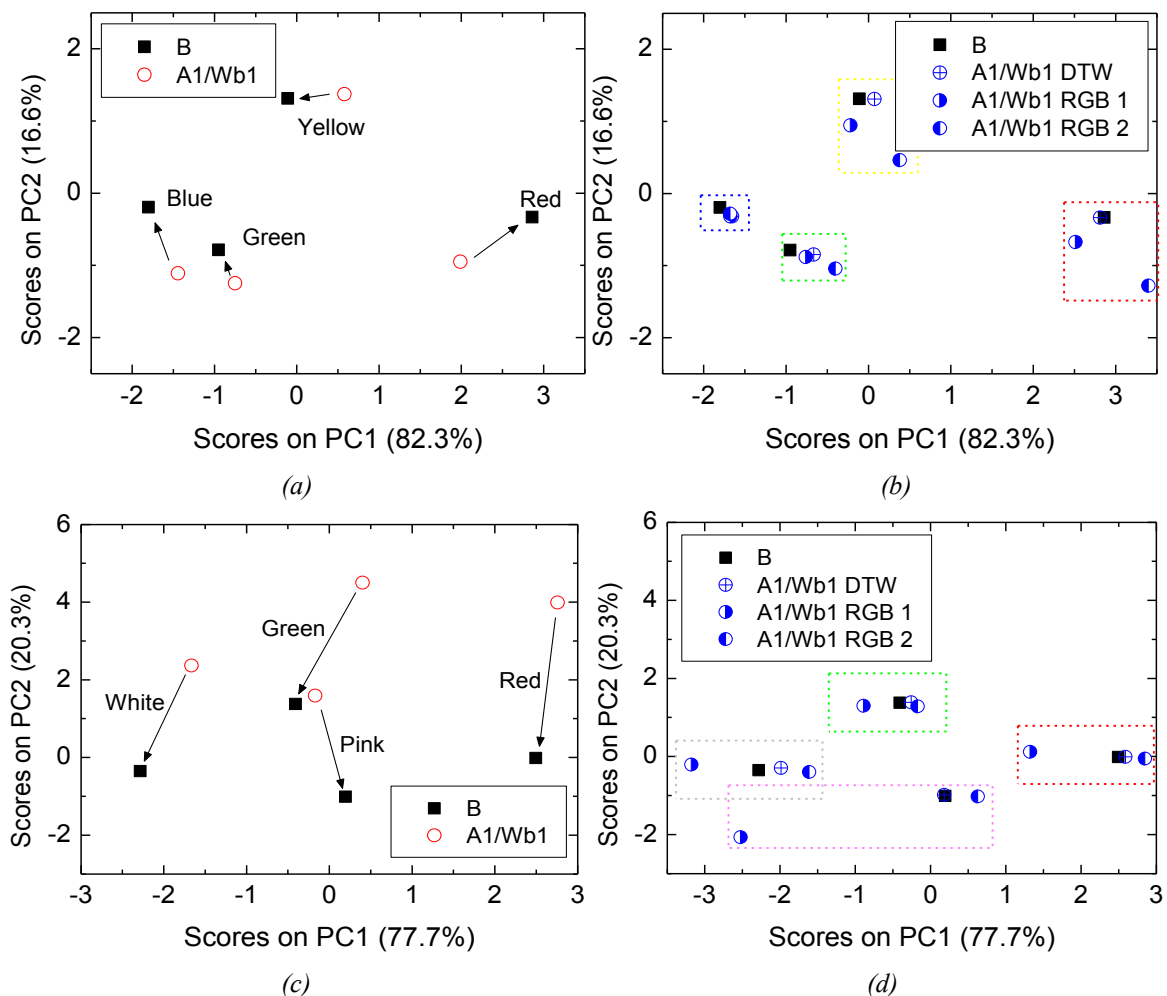 B
A1/Wb1
Yellow
Blue
Green
Red
2
0
-2
Scores on PC2 (16.6%)
-2 -1 0 1 2 3
Scores on PC1 (82.3%)
(a)
B
A1/Wb1 DTW
A1/Wb1 RGB 1
A1/Wb1 RGB 2
2
0
-2
Scores on PC2 (16.6%)
-2 -1 0 1 2 3
Scores on PC1 (82.3%)
(b)
6
4
2
0
-2
Scores on PC2 (20.3%)
Green
White
Red
Pink
B
A1/Wb1
-3 -2 -1 0 1 2 3
Scores on PC1 (77.7%)
(c)
B
A1/Wb1 DTW
A1/Wb1 RGB 1
A1/Wb1 RGB 2
6
4
2
0
-2
Scores on PC2 (20.3%)
-3 -2 -1 0 1 2 3
Scores on PC1 (77.7%)
(d)